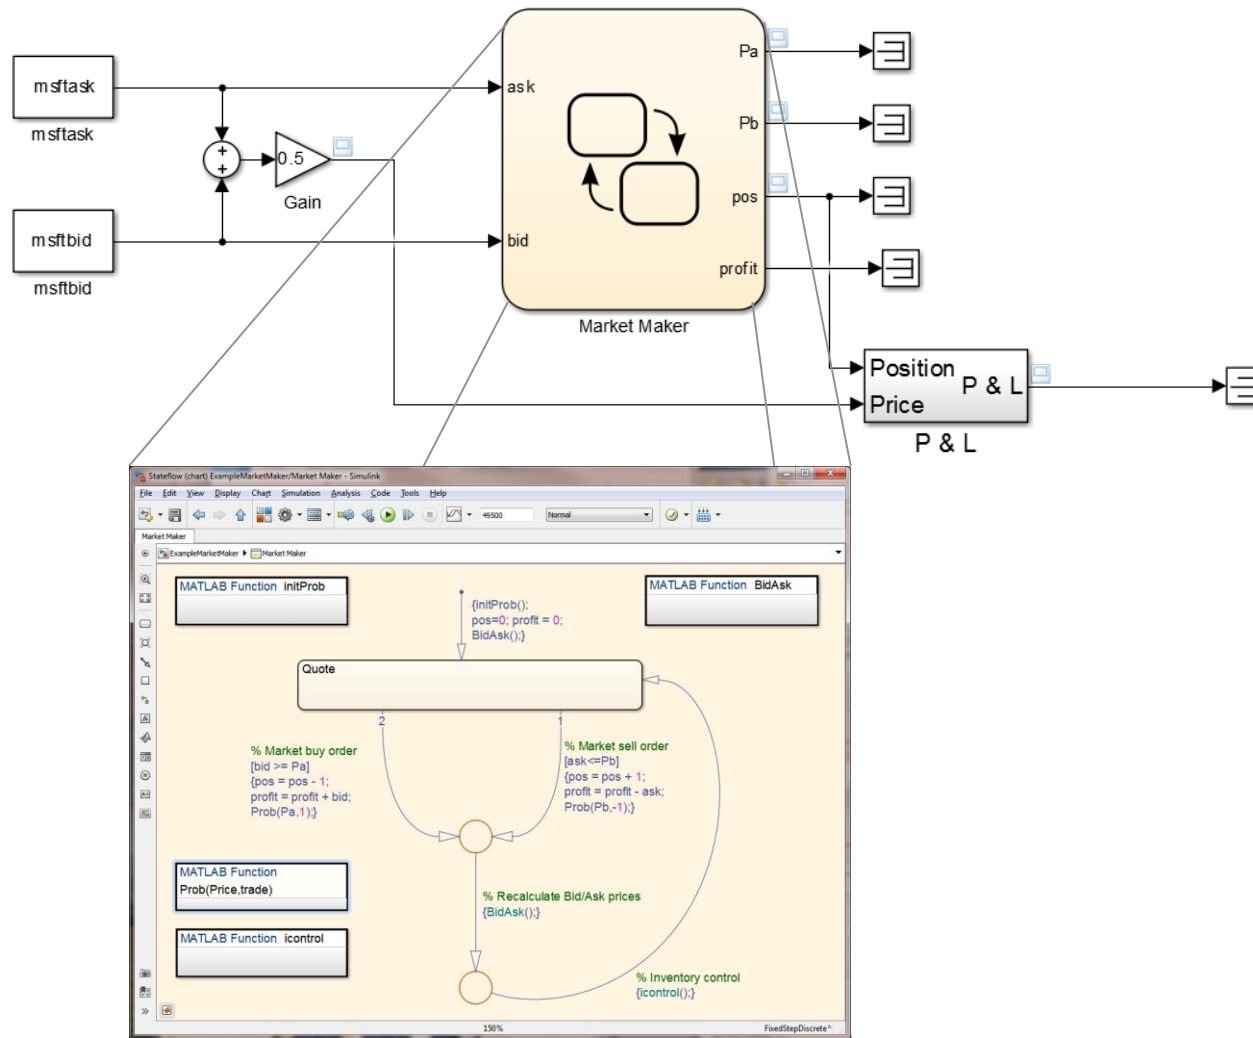 msftask
msftask
msftbid
msftbid
+
+
0.5
Gain
ask
bid
Pa
Pb
pos
profit
Market Maker
Position
Price
P & L
P & L
Stateflow (chart) ExampleMarketMaker/Market Maker - Simulink
File Edit View Display Chart Simulation Analysis Code Tools Help
49500
Normal
Market Maker
ExampleMarketMaker Market Maker
MATLAB Function initProb
MATLAB Function BidAsk
{initProb();
pos=0; profit = 0;
BidAsk();}
Quote
2
1
% Market buy order
[bid >= Pa]
{pos = pos - 1;
profit = profit + bid;
Prob(Pa,1);}
% Market sell order
[ask<=Pb]
{pos = pos + 1;
profit = profit - ask;
Prob(Pb,-1);}
MATLAB Function
Prob(Price,trade)
% Recalculate Bid/Ask prices
{BidAsk();}
MATLAB Function icontrol
% Inventory control
{icontrol();}
150%
FixedStepDiscrete^